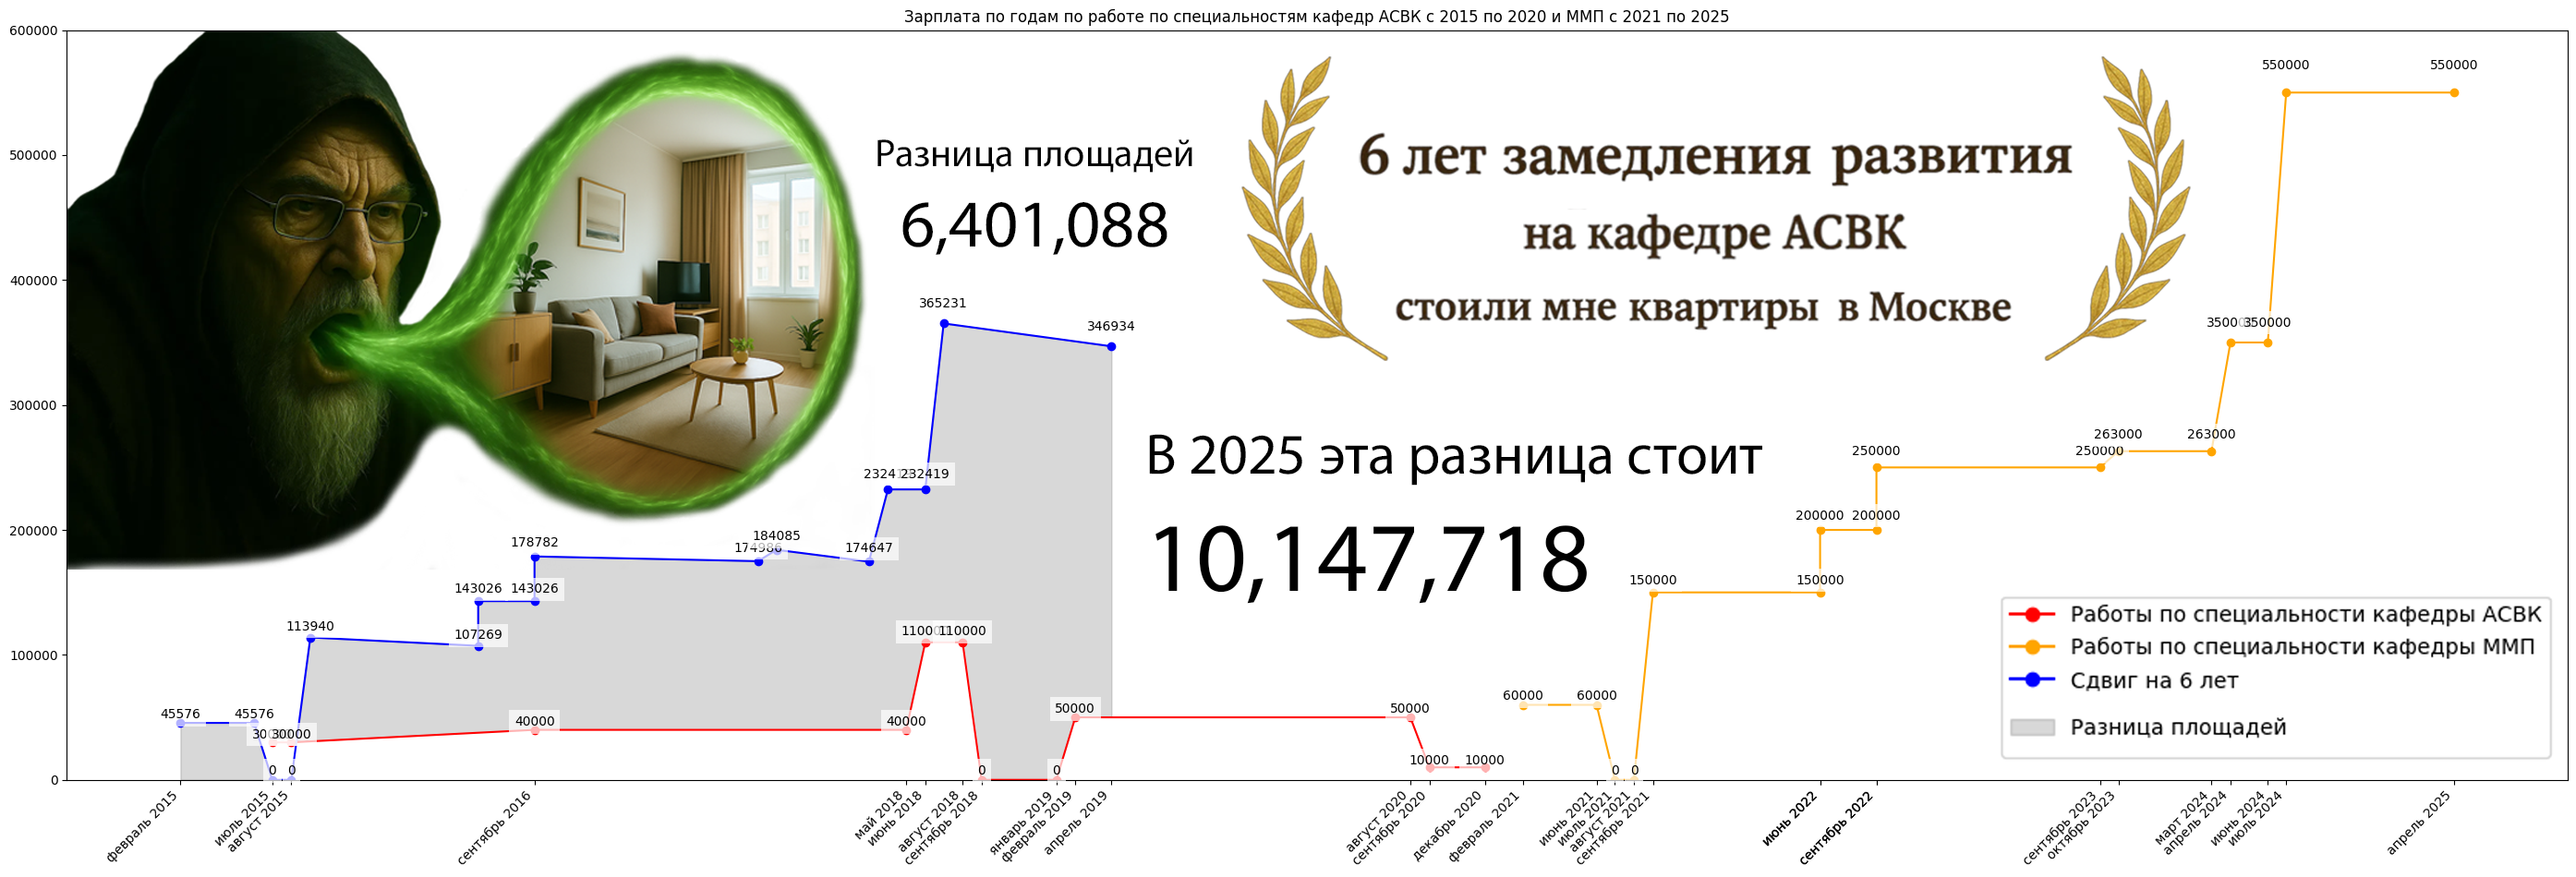 Зарплата по годам по работе по специальностям кафедр АСВК с 2015 по 2020 и ММП с 2021 по 2025
600000
500000
400000
300000
200000
100000
0
Разница площадей
6,401,088
6 лет замедления развития
на кафедре АСВК
стоили мне квартиры в Москве
В 2025 эта разница стоит
10,147,718
550000 550000
350000 350000
365231
346934
263000 263000
250000 250000
232419 232419
200000 200000
184085
178782 174986 174647
150000 150000
143026 143026
113940
107269
110000 110000
60000 60000
45576 45576
50000 50000
30000 30000
40000 40000
10000 10000
0 0 0 0 0 0
Работы по специальности кафедры АСВК
Работы по специальности кафедры ММП
Сдвиг на 6 лет
Разница площадей
февраль 2015
июль 2015
август 2015
сентябрь 2016
май 2018
июнь 2018
август 2018
сентябрь 2018
январь 2019
февраль 2019
апрель 2019
август 2020
сентябрь 2020
декабрь 2020
февраль 2021
июнь 2021
июль 2021
август 2021
сентябрь 2021
июнь 2022
сентябрь 2022
сентябрь 2023
октябрь 2023
март 2024
апрель 2024
июнь 2024
июль 2024
апрель 2025